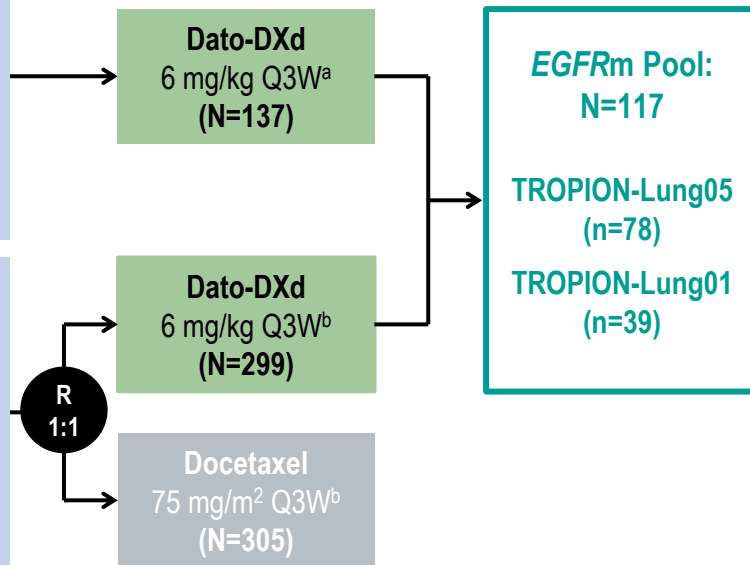 Dato-DXd
6 mg/kg Q3Wᵃ
(N=137)
EGFRm Pool:
N=117
TROPION-Lung05
(n=78)
TROPION-Lung01
(n=39)
Dato-DXd
6 mg/kg Q3Wᵇ
(N=299)
R
1:1
Docetaxel
75 mg/m² Q3Wᵇ
(N=305)